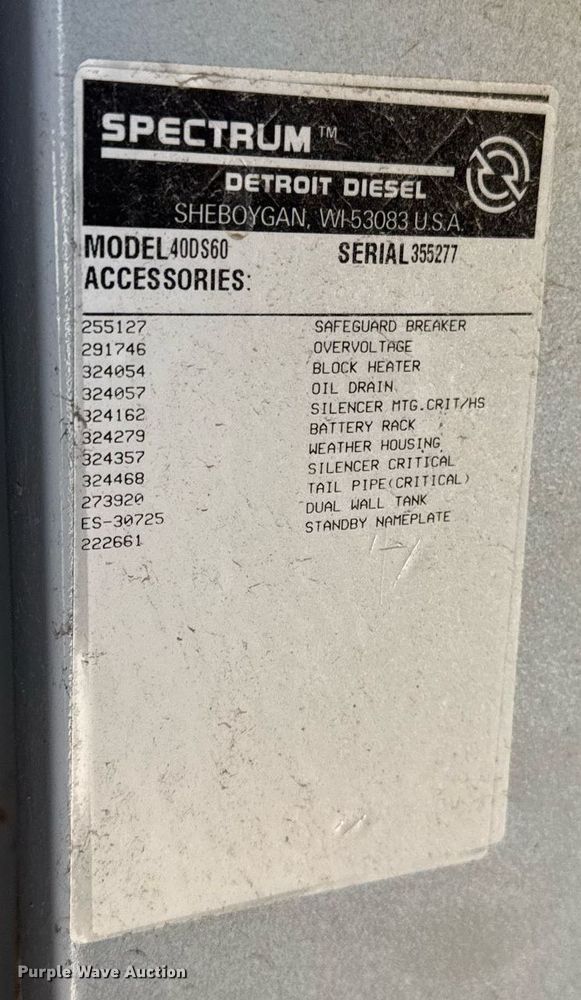 SPECTRUM TM
DETROIT DIESEL
SHEBOYGAN, WI-53083 U.S.A.
MODEL 40DS60 SERIAL 355277
ACCESSORIES:
255127 SAFEGUARD BREAKER
291746 OVERVOLTAGE
324054 BLOCK HEATER
324057 OIL DRAIN
324162 SILENCER MTG.CRIT/HS
324279 BATTERY RACK
324357 WEATHER HOUSING
324468 SILENCER CRITICAL
273920 TAIL PIPE(CRITICAL)
ES-30725 DUAL WALL TANK
222661 STANDBY NAMEPLATE
Purple Wave Auction